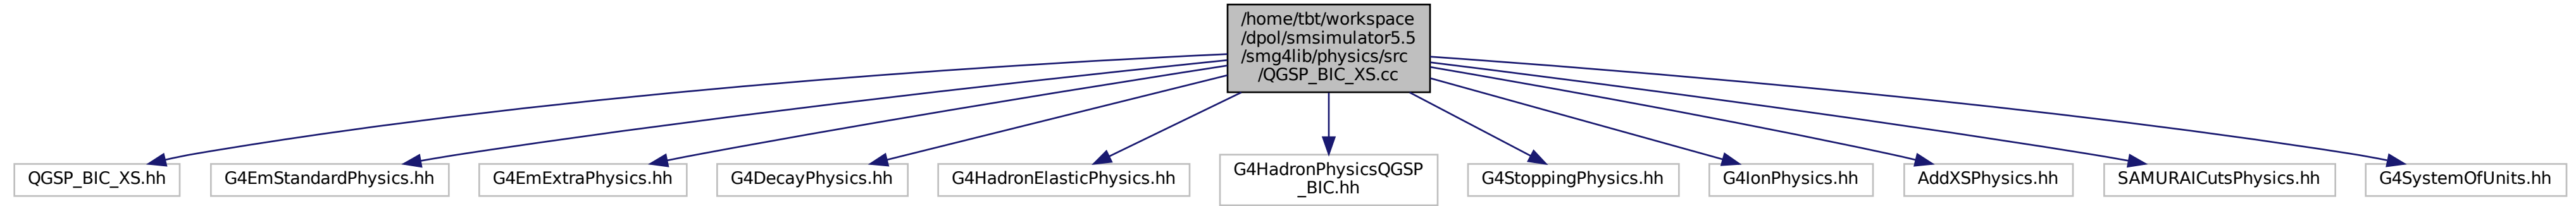 /home/tbt/workspace
/dpol/smsimulator5.5
/smg4lib/physics/src
/QGSP_BIC_XS.cc
QGSP_BIC_XS.hh
G4EmStandardPhysics.hh
G4EmExtraPhysics.hh
G4DecayPhysics.hh
G4HadronElasticPhysics.hh
G4HadronPhysicsQGSP
_BIC.hh
G4StoppingPhysics.hh
G4IonPhysics.hh
AddXSPhysics.hh
SAMURAICutsPhysics.hh
G4SystemOfUnits.hh